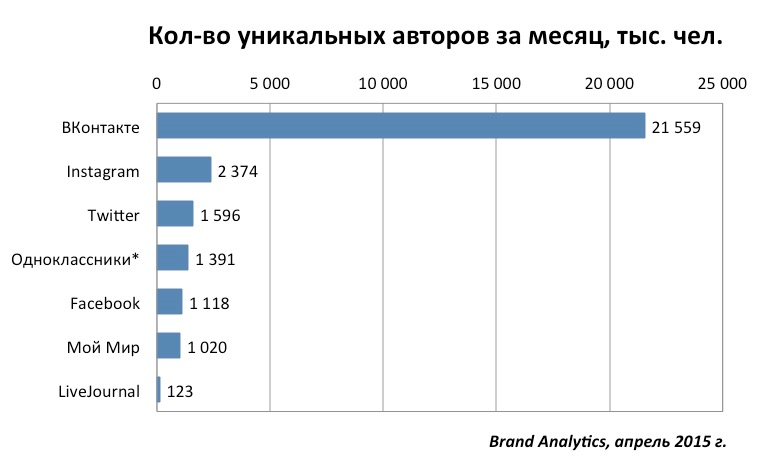 Кол-во уникальных авторов за месяц, тыс. чел.
0 5 000 10 000 15 000 20 000 25 000
ВКонтакте 21 559
Instagram 2 374
Twitter 1 596
Одноклассники* 1 391
Facebook 1 118
Мой Мир 1 020
LiveJournal 123
Brand Analytics, апрель 2015 г.